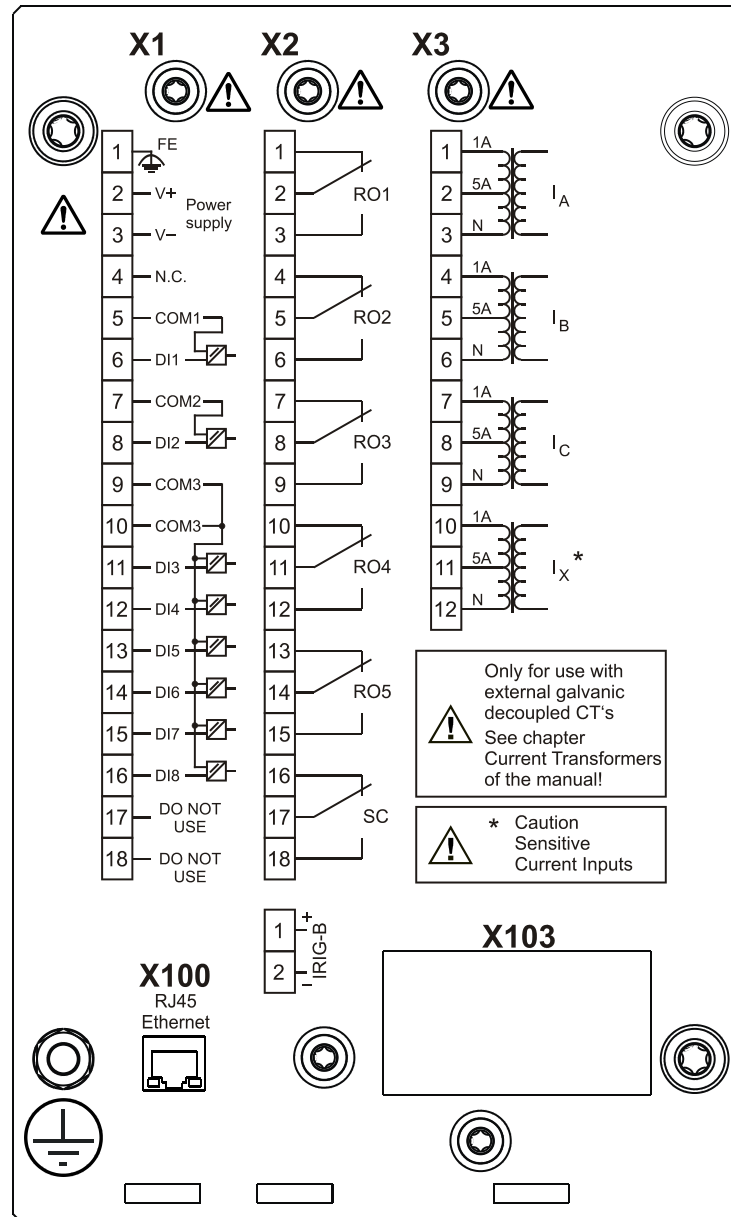 X1 X2 X3
1 FE
2 V+
Power
supply
3 V–
4 N.C.
5 COM1
6 DI1
7 COM2
8 DI2
9 COM3
10 COM3
11 DI3
12 DI4
13 DI5
14 DI6
15 DI7
16 DI8
17 DO NOT
USE
18 DO NOT
USE
1
2 RO1
3
4
5 RO2
6
7
8 RO3
9
10
11 RO4
12
13
14 RO5
15
16
17 SC
18
1 1A
2 5A IA
3 N
4 1A
5 5A IB
6 N
7 1A
8 5A IC
9 N
10 1A
11 5A IX*
12 N
Only for use with
external galvanic
decoupled CT‘s
See chapter
Current Transformers
of the manual!
* Caution
Sensitive
Current Inputs
1 +
IRIG-B
2 –
X100
RJ45
Ethernet
X103